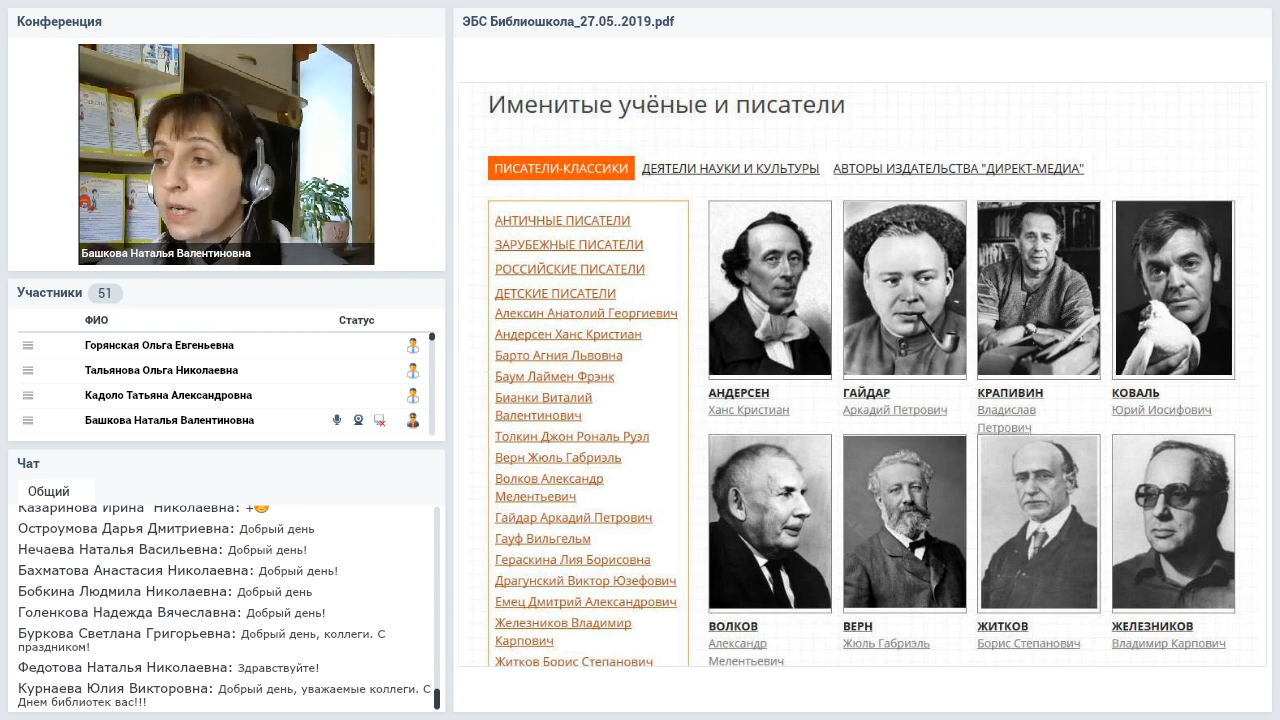 Конференция
Башкова Наталья Валентиновна
Участники 51
ФИО Статус
Горянская Ольга Евгеньевна
Тальянова Ольга Николаевна
Кадоло Татьяна Александровна
Башкова Наталья Валентиновна
Чат
Общий
Казаринова Ирина Николаевна: +
Остроумова Дарья Дмитриевна: Добрый день
Нечаева Наталья Васильевна: Добрый день!
Бахматова Анастасия Николаевна: Добрый день!
Бобкина Людмила Николаевна: Добрый день
Голенкова Надежда Вячеславна: Добрый день!
Буркова Светлана Григорьевна: Добрый день, коллеги. С
праздником!
Федотова Наталья Николаевна: Здравствуйте!
Курнаева Юлия Викторовна: Добрый день, уважаемые коллеги. С
Днем библиотек вас!!!
ЭБС Библиошкола_27.05..2019.pdf
Именитые учёные и писатели
ПИСАТЕЛИ-КЛАССИКИ ДЕЯТЕЛИ НАУКИ И КУЛЬТУРЫ АВТОРЫ ИЗДАТЕЛЬСТВА "ДИРЕКТ-МЕДИА"
АНТИЧНЫЕ ПИСАТЕЛИ
ЗАРУБЕЖНЫЕ ПИСАТЕЛИ
РОССИЙСКИЕ ПИСАТЕЛИ
ДЕТСКИЕ ПИСАТЕЛИ
Алексин Анатолий Георгиевич
Андерсен Ханс Кристиан
Барто Агния Львовна
Баум Лаймен Фрэнк
Бианки Виталий
Валентинович
Толкин Джон Рональ Руэл
Верн Жюль Габриэль
Волков Александр
Мелентьевич
Гайдар Аркадий Петрович
Гауф Вильгельм
Гераскина Лия Борисовна
Драгунский Виктор Юзефович
Емец Дмитрий Александрович
Железников Владимир
Карпович
Житков Борис Степанович
АНДЕРСЕН
Ханс Кристиан
ГАЙДАР
Аркадий Петрович
КРАПИВИН
Владислав
Петрович
КОВАЛЬ
Юрий Иосифович
ВОЛКОВ
Александр
Мелентьевич
ВЕРН
Жюль Габриэль
ЖИТКОВ
Борис Степанович
ЖЕЛЕЗНИКОВ
Владимир Карпович